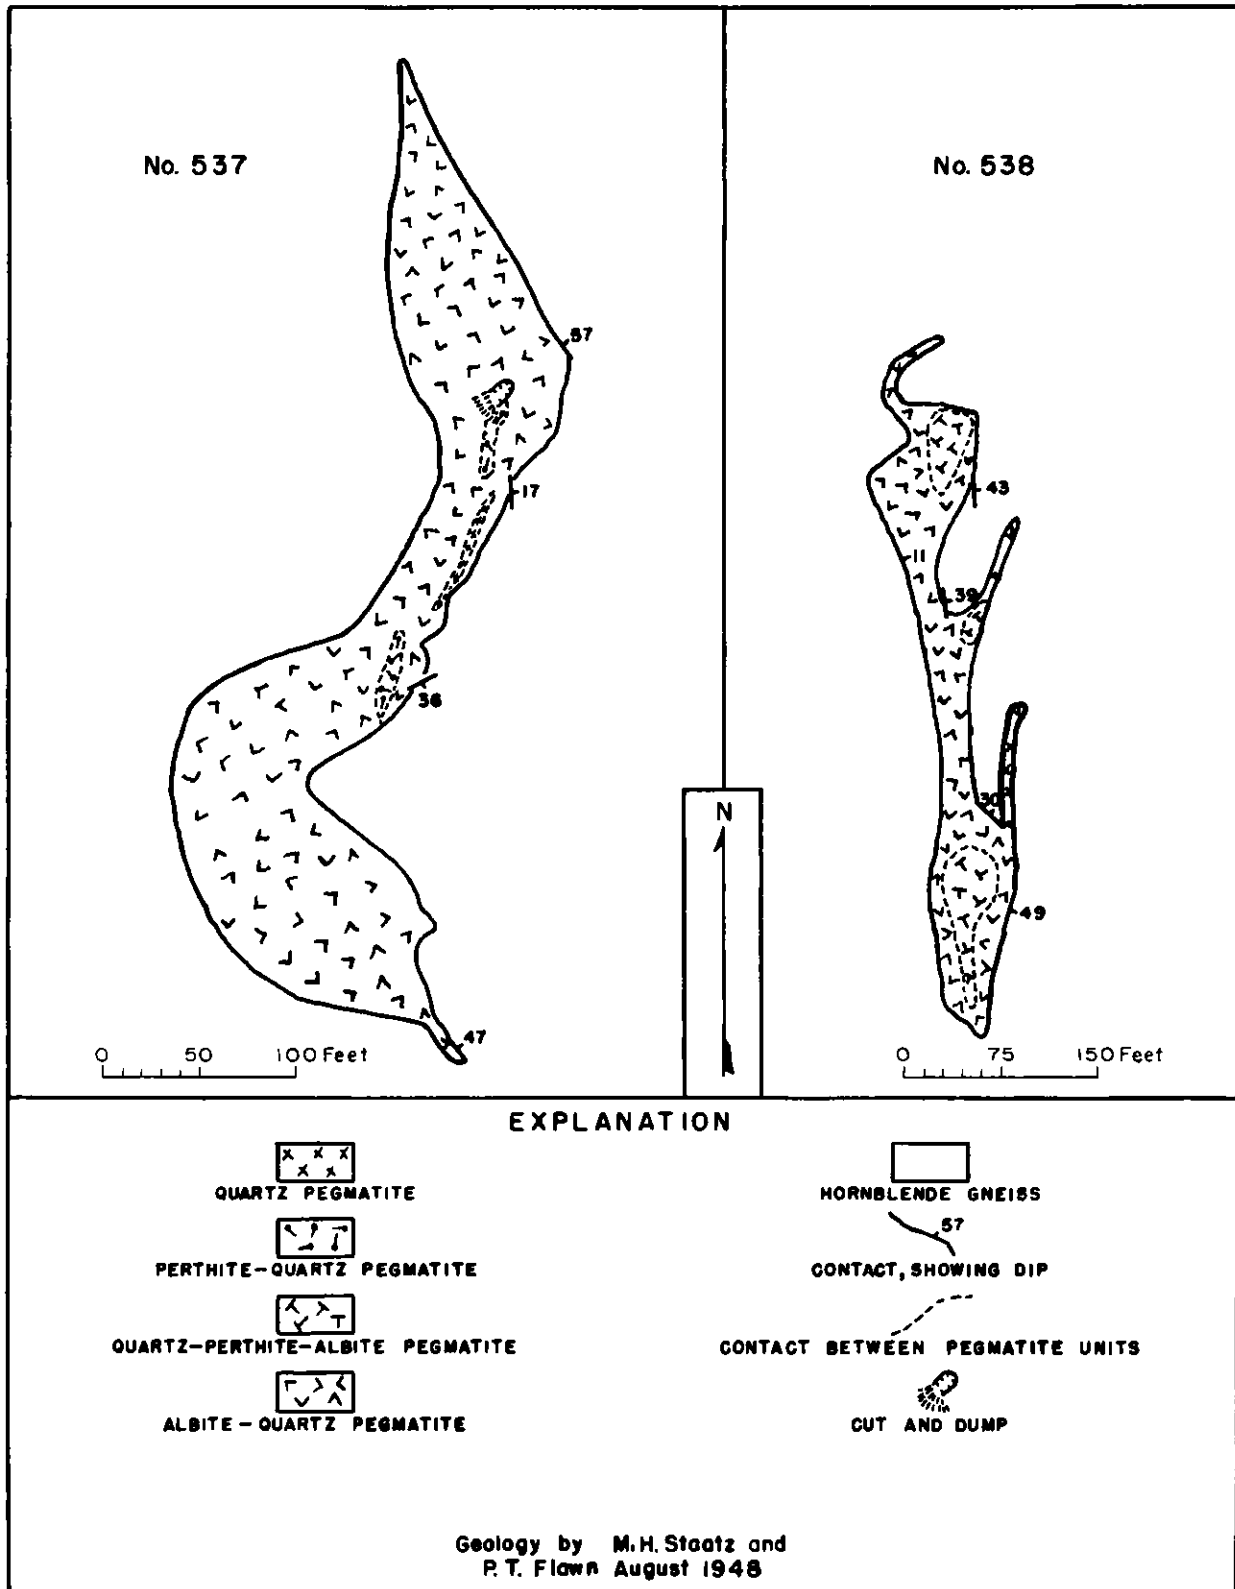 No. 537
No. 538
57
17
36
47
43
11
39
30
49
N
0 50 100 Feet
0 75 150 Feet
EXPLANATION
QUARTZ PEGMATITE
PERTHITE-QUARTZ PEGMATITE
QUARTZ-PERTHITE-ALBITE PEGMATITE
ALBITE-QUARTZ PEGMATITE
HORNBLENDE GNEISS
57
CONTACT, SHOWING DIP
CONTACT BETWEEN PEGMATITE UNITS
CUT AND DUMP
Geology by M.H. Staatz and
P.T. Flawn August 1948